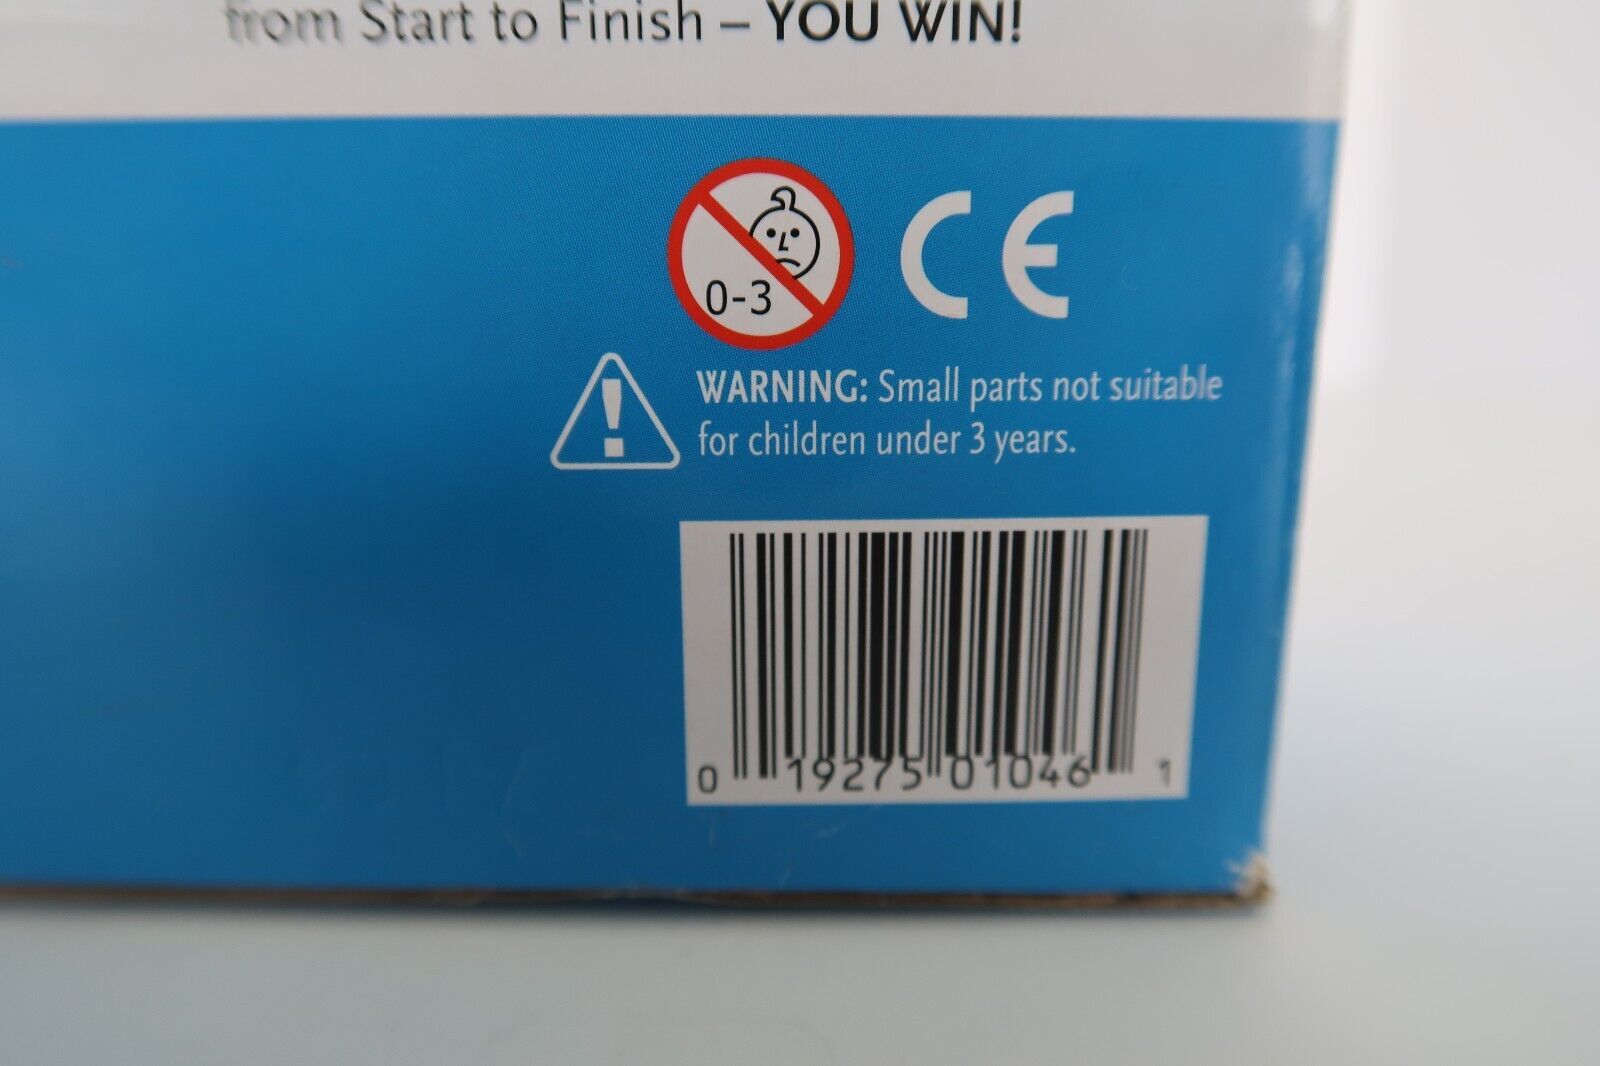 from Start to Finish – YOU WIN!
0-3
CE
WARNING: Small parts not suitable
for children under 3 years.
0 19275 01046 1